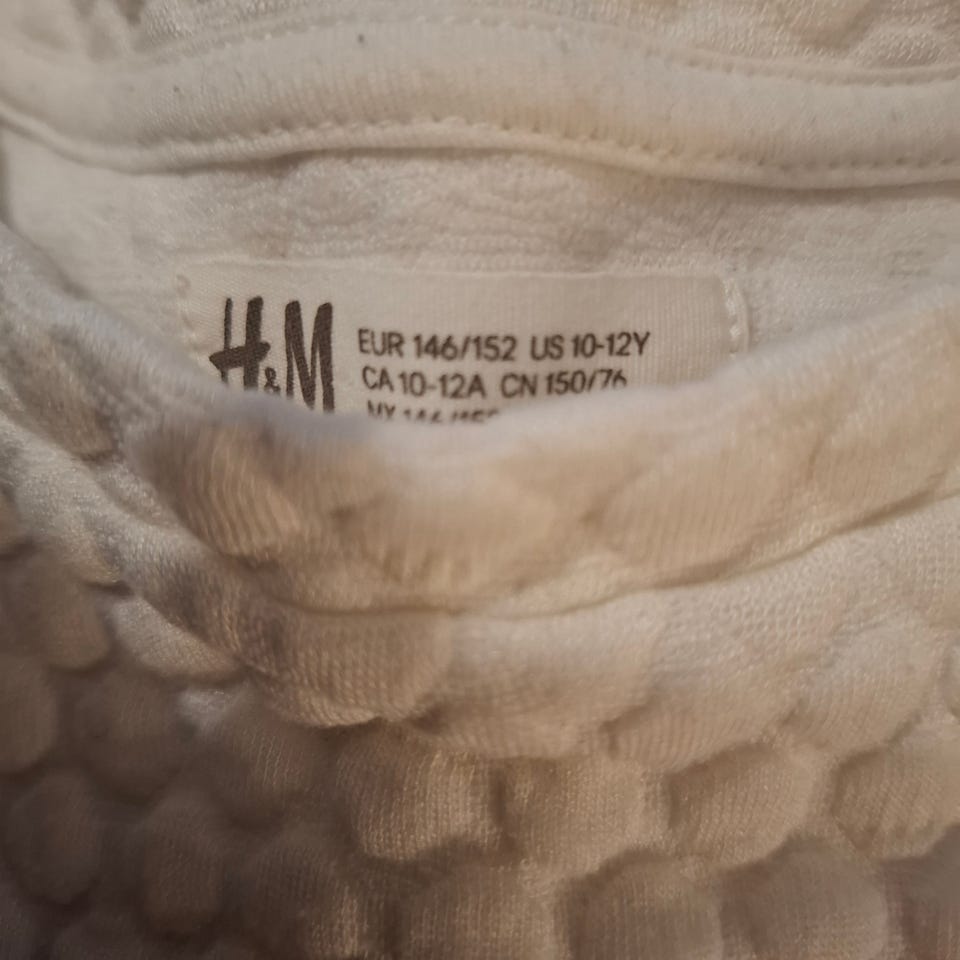 H&M
EUR 146/152 US 10-12Y
CA 10-12A CN 150/76